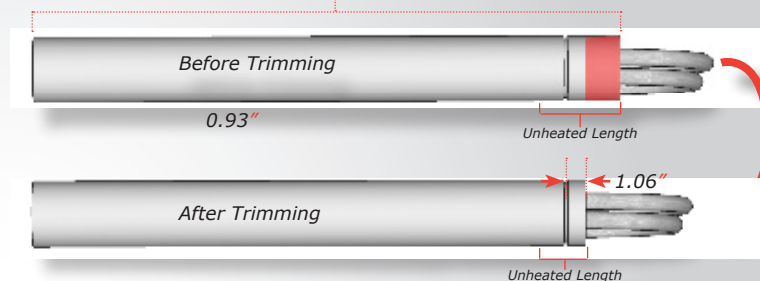 Before Trimming
0.93"
Unheated Length
1.06"
After Trimming
Unheated Length